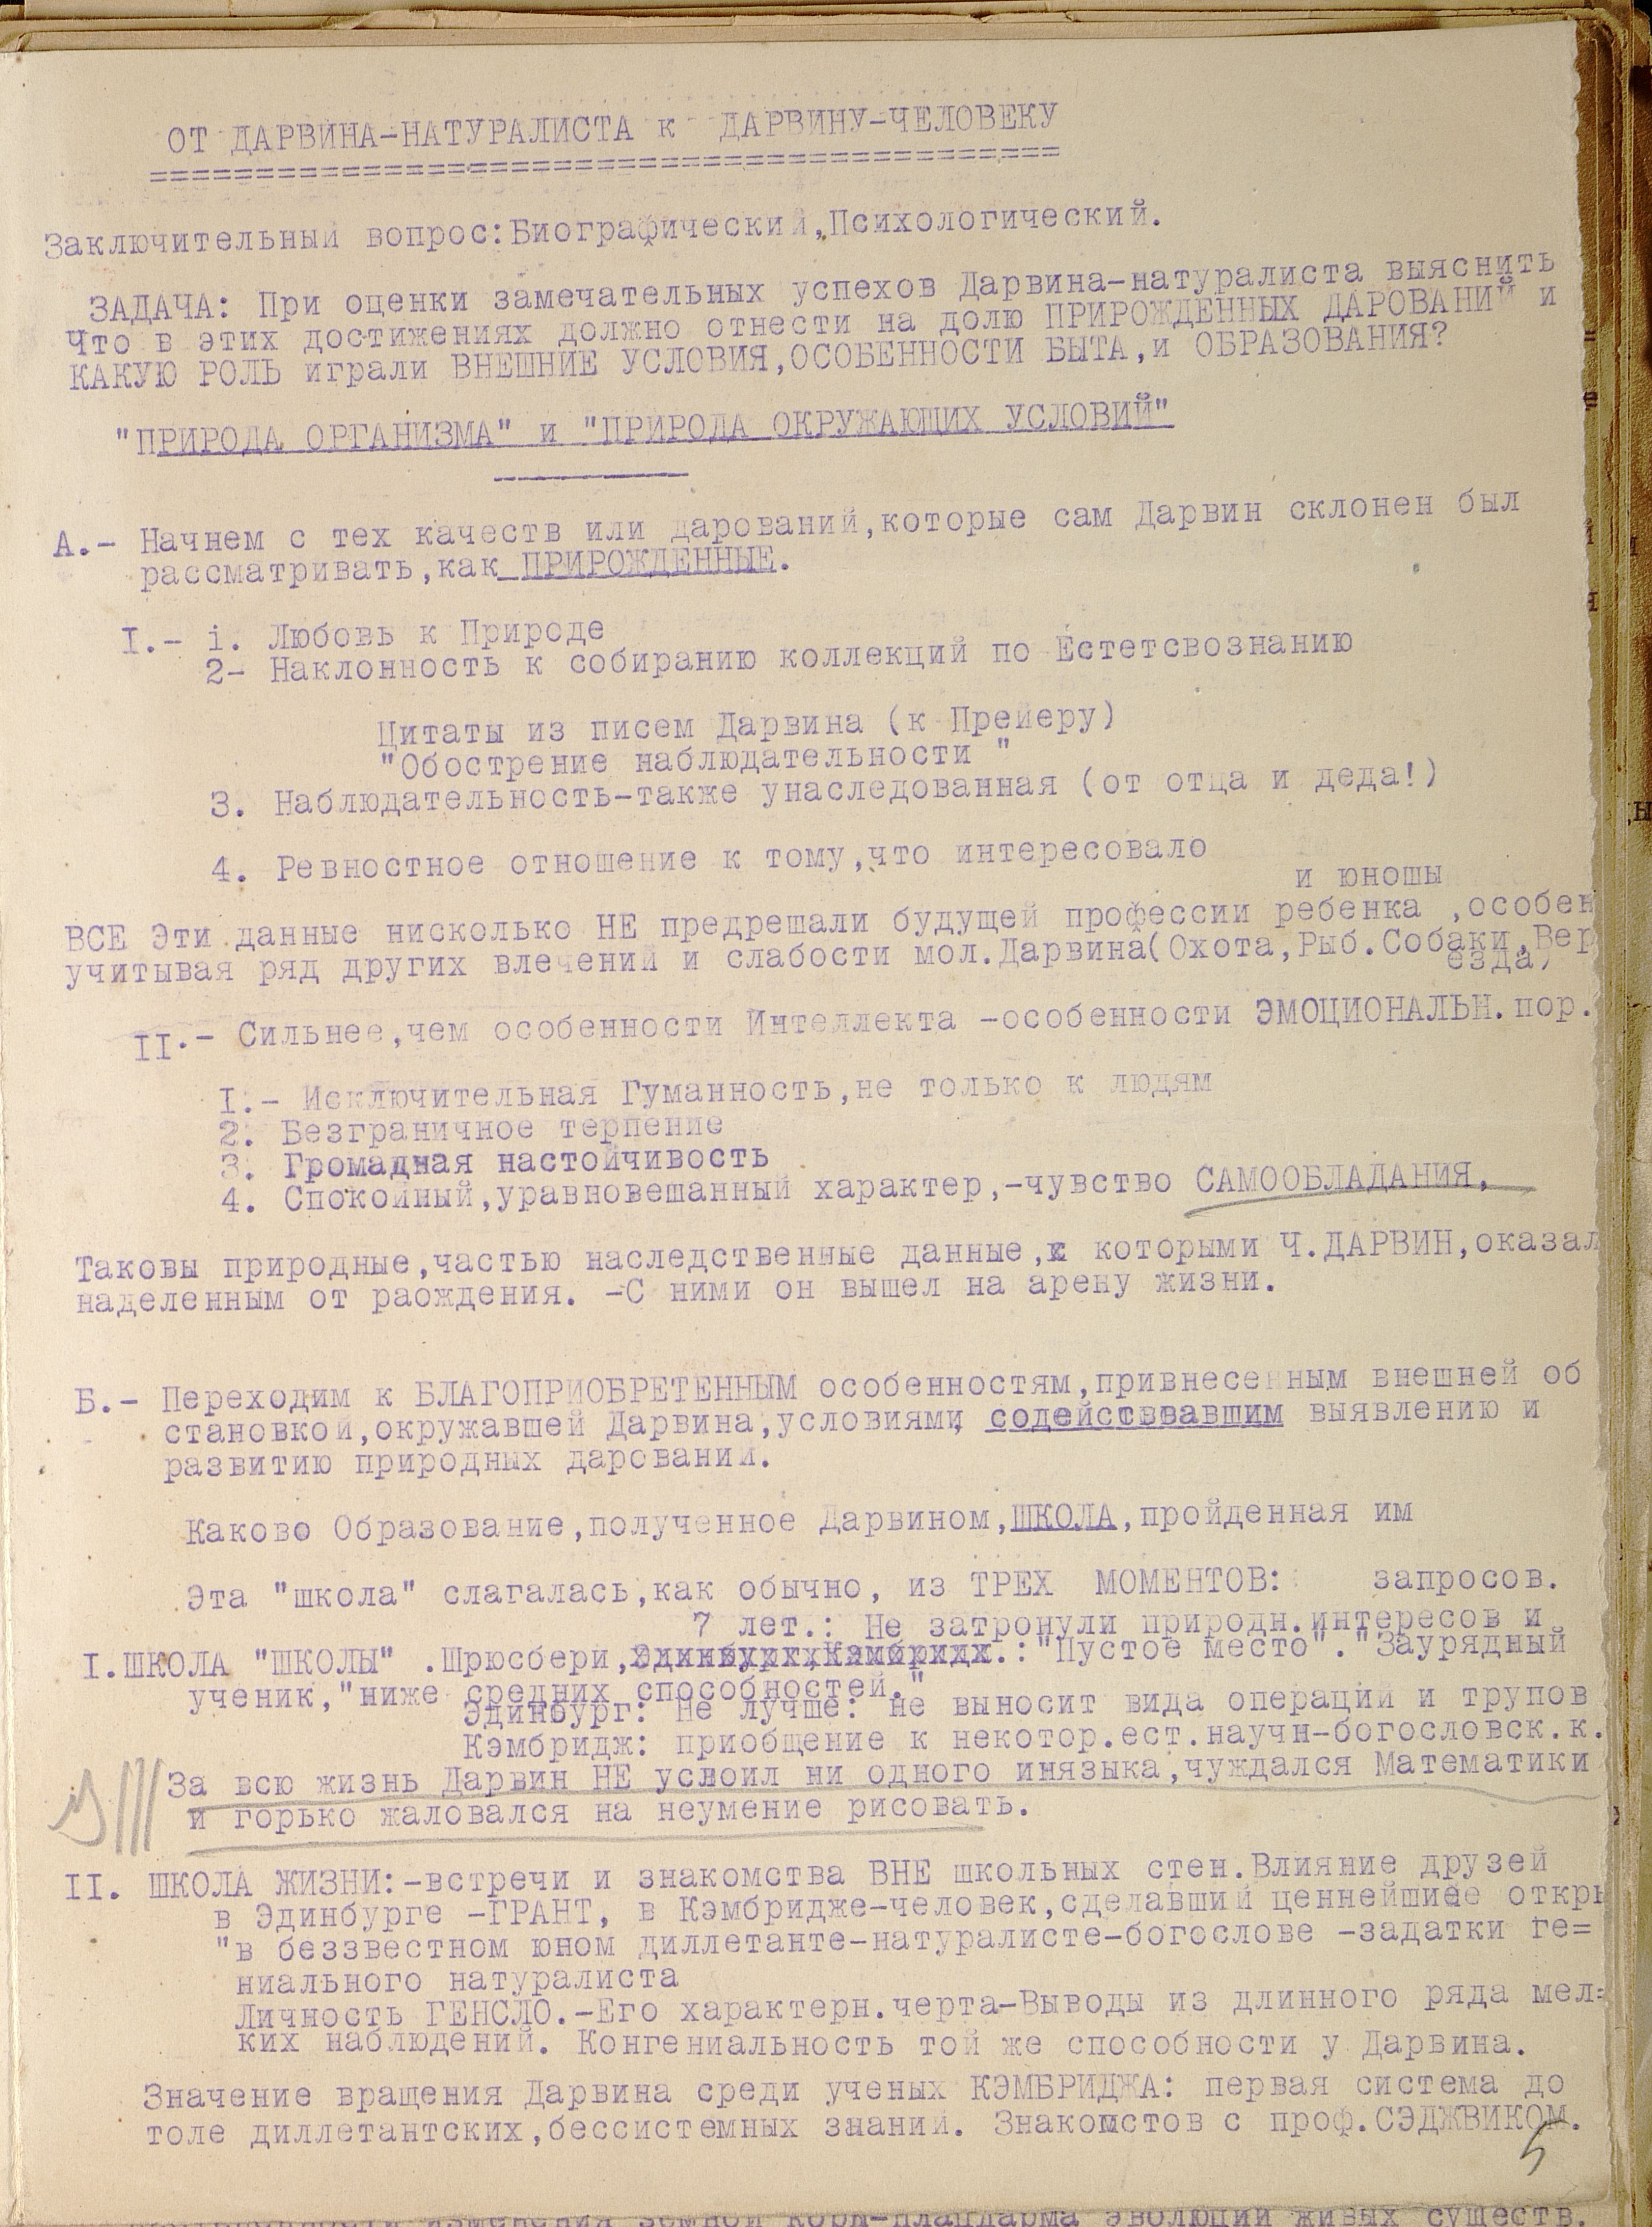 ОТ ДАРВИНА-НАТУРАЛИСТА к ДАРВИНУ-ЧЕЛОВЕКУ
===========================================
Заключительный вопрос:Биографический,Психологический.
ЗАДАЧА: При оценки замечательных успехов Дарвина-натуралиста выяснить
Что в этих достижениях должно отнести на долю ПРИРОЖДЕННЫХ ДАРОВАНИЙ и
КАКУЮ РОЛЬ играли ВНЕШНИЕ УСЛОВИЯ,ОСОБЕННОСТИ БЫТА,и ОБРАЗОВАНИЯ?
"ПРИРОДА ОРГАНИЗМА" и "ПРИРОДА ОКРУЖАЮЩИХ УСЛОВИЙ"
А.- Начнем с тех качеств или дарований,которые сам Дарвин склонен был
рассматривать,как ПРИРОЖДЕННЫЕ.
I.- i. Любовь к Природе
2- Наклонность к собиранию коллекций по Естетсвознанию
Цитаты из писем Дарвина (к Прейеру)
"Обострение наблюдательности "
3. Наблюдательность-также унаследованная (от отца и деда!)
4. Ревностное отношение к тому,что интересовало
и юношы
ВСЕ Эти данные нисколько НЕ предрешали будущей профессии ребенка ,особен
учитывая ряд других влечений и слабости мол.Дарвина(Охота,Рыб.Собаки,Вер
езда)
II.- Сильнее,чем особенности Интеллекта -особенности ЭМОЦИОНАЛЬН.пор.
I.- Исключительная Гуманность,не только к людям
2. Безграничное терпение
3. Громадная настойчивость
4. Спокойный,уравновешанный характер,-чувство САМООБЛАДАНИЯ.
Таковы природные,частью наследственные данные,к которыми Ч.ДАРВИН,оказал
наделенным от раождения. -С ними он вышел на арену жизни.
Б.- Переходим к БЛАГОПРИОБРЕТЕННЫМ особенностям,привнесенным внешней об
становкой,окружавшей Дарвина,условиями, содействвавшим выявлению и
развитию природных дарований.
Каково Образование,полученное Дарвином,ШКОЛА,пройденная им
Эта "школа" слагалась,как обычно, из ТРЕХ МОМЕНТОВ: запросов.
7 лет.: Не затронули природн.интересов и
I.ШКОЛА "ШКОЛЫ" .Шрюсбери,Эдинбург,Кэмбридж.:"Пустое место"."Заурядный
ученик,"ниже средних способностей."
Эдинбург: Не лучше: не выносит вида операций и трупов
Кэмбридж: приобщение к некотор.ест.научн-богословск.к.
За всю жизнь Дарвин НЕ усвоил ни одного инязыка,чуждался Математики
и горько жаловался на неумение рисовать.
II. ШКОЛА ЖИЗНИ:-встречи и знакомства ВНЕ школьных стен.Влияние друзей
в Эдинбурге -ГРАНТ, в Кэмбридже-человек,сделавший ценнейшиее откры
"в беззвестном юном диллетанте-натуралисте-богослове -задатки ге=
ниального натуралиста
Личность ГЕНСЛО.-Его характерн.черта-Выводы из длинного ряда мел=
ких наблюдений. Конгениальность той же способности у Дарвина.
Значение вращения Дарвина среди ученых КЭМБРИДЖА: первая система до
толе диллетантских,бессистемных знаний. Знакомстов с проф.СЭДЖВИКОМ.
5
изменения земной коры-плацдарма эволюции живых существ.